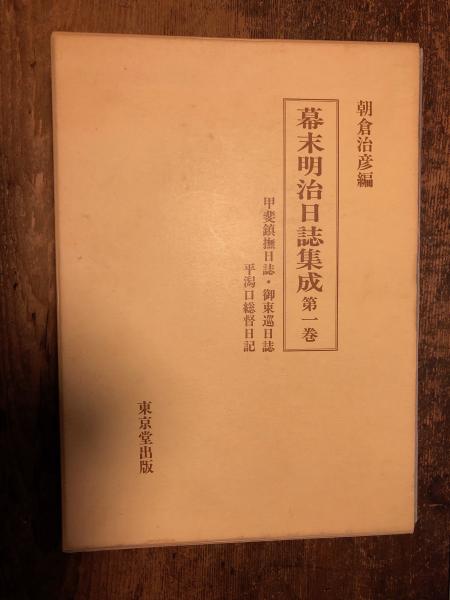 朝倉治彦編
幕末明治日誌集成 第一巻
甲斐鎮撫日誌・御東巡日誌
平潟口総督日記
東京堂出版